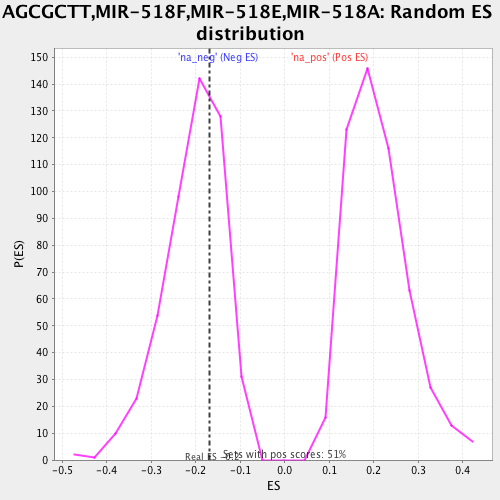 AGCGCTT,MIR-518F,MIR-518E,MIR-518A: Random ES
distribution
'na_neg' (Neg ES) 'na_pos' (Pos ES)
150
140
130
120
110
100
90
80
70
60
50
40
30
20
10
0
P(ES)
Real ES -0.2
Sets with pos scores: 51%
-0.5 -0.4 -0.3 -0.2 -0.1 0.0 0.1 0.2 0.3 0.4
ES